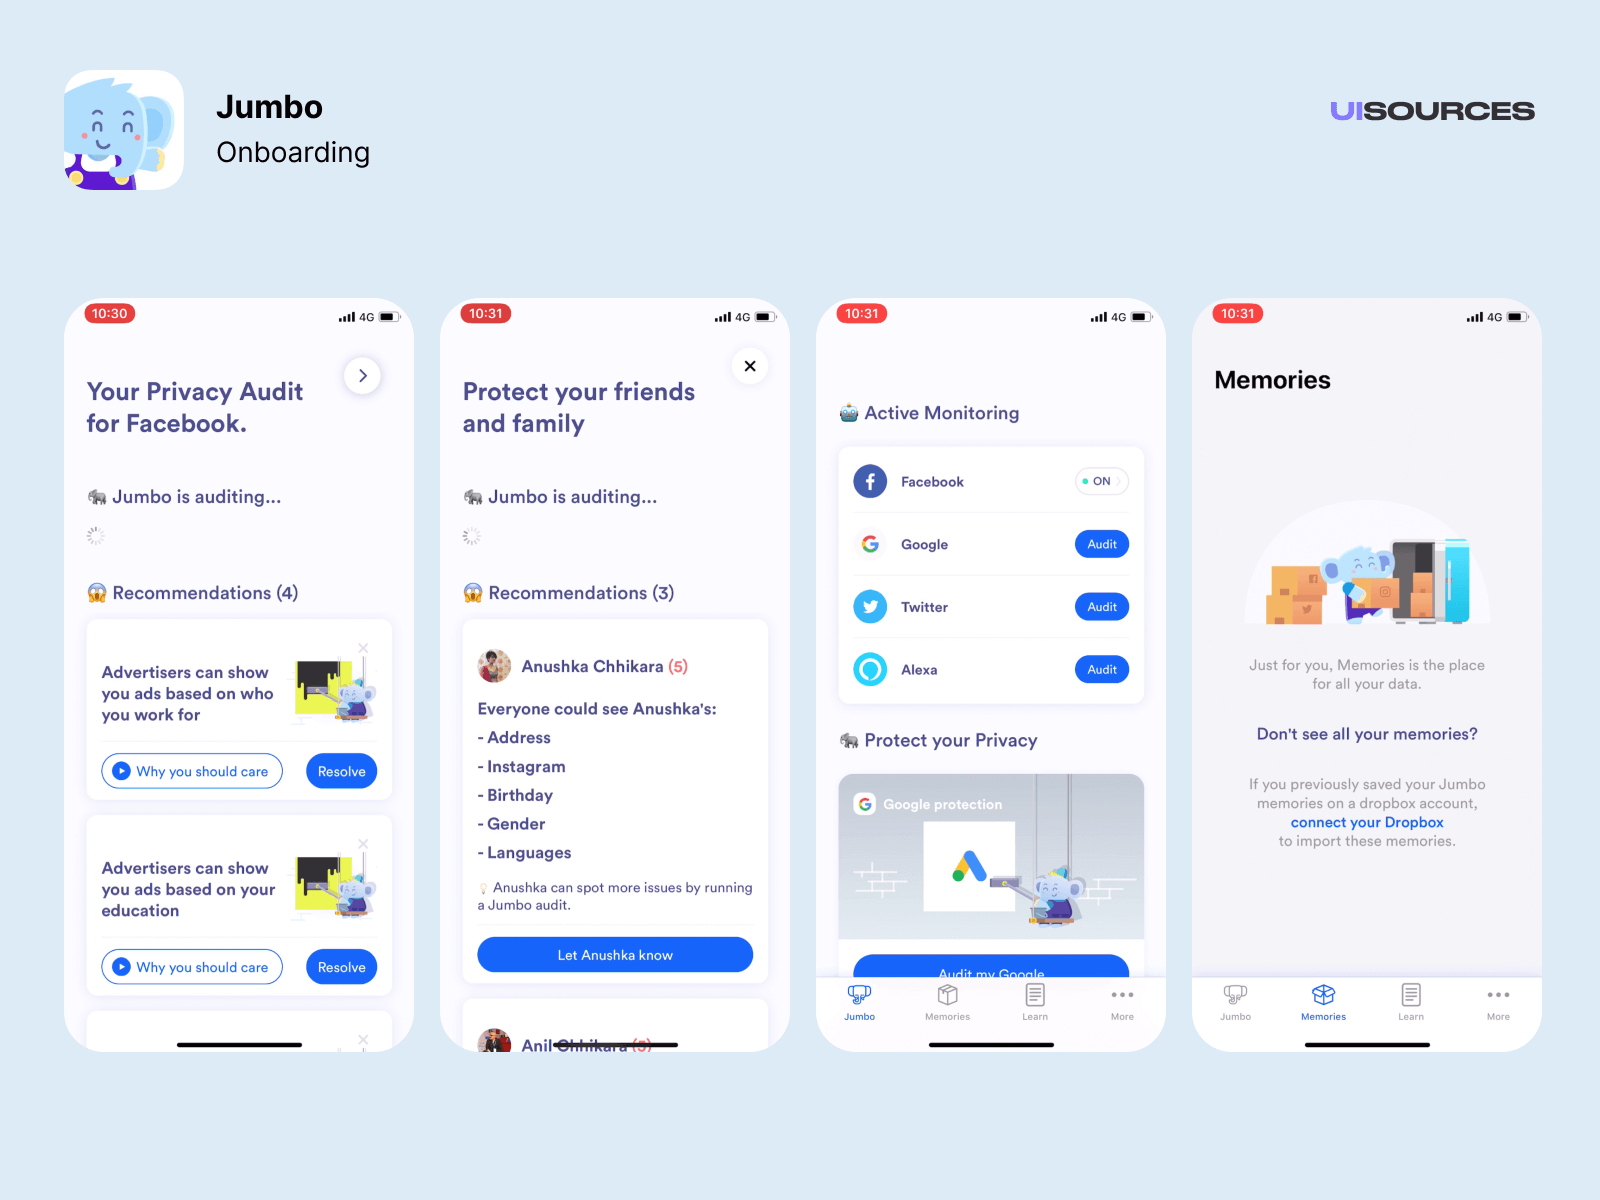 Jumbo
Onboarding
UISOURCES
10:30
4G
Your Privacy Audit
for Facebook.
Jumbo is auditing...
Recommendations (4)
Advertisers can show
you ads based on who
you work for
Why you should care
Resolve
Advertisers can show
you ads based on your
education
Why you should care
Resolve
10:31
4G
Protect your friends
and family
Jumbo is auditing...
Recommendations (3)
Anushka Chhikara (5)
Everyone could see Anushka's:
- Address
- Instagram
- Birthday
- Gender
- Languages
Anushka can spot more issues by running
a Jumbo audit.
Let Anushka know
Anil Chhikara (5)
10:31
4G
Active Monitoring
Facebook
ON
Google
Audit
Twitter
Audit
Alexa
Audit
Protect your Privacy
Google protection
Audit my Google
Jumbo
Memories
Learn
More
10:31
4G
Memories
Just for you, Memories is the place
for all your data.
Don't see all your memories?
If you previously saved your Jumbo
memories on a dropbox account,
connect your Dropbox
to import these memories.
Jumbo
Memories
Learn
More